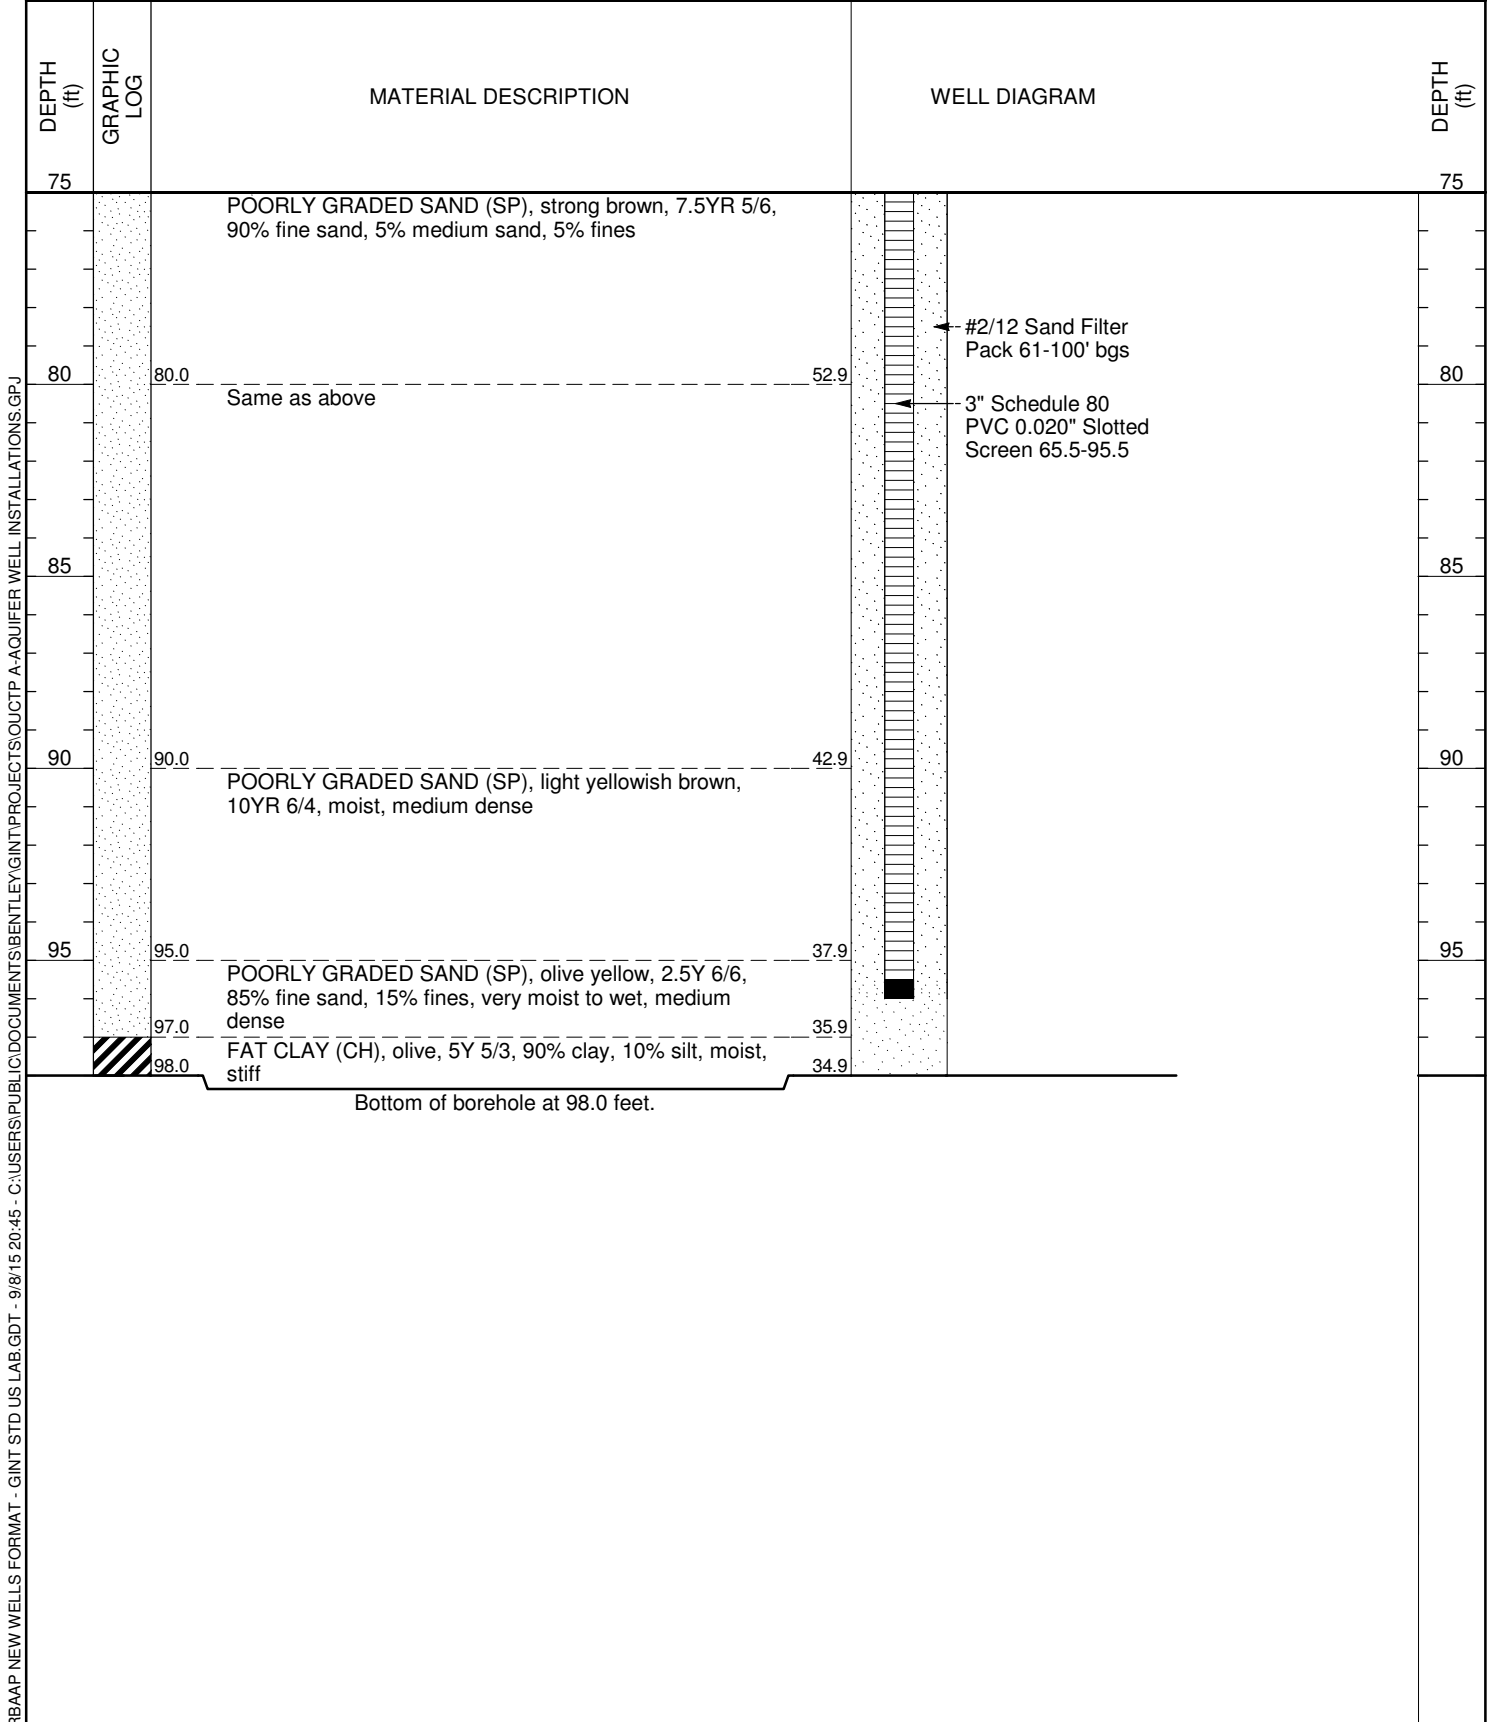 DEPTH
(ft)
GRAPHIC
LOG
MATERIAL DESCRIPTION
WELL DIAGRAM
DEPTH
(ft)
75
75
POORLY GRADED SAND (SP), strong brown, 7.5YR 5/6,
90% fine sand, 5% medium sand, 5% fines
#2/12 Sand Filter
Pack 61-100' bgs
80
80.0
52.9
80
Same as above
3" Schedule 80
PVC 0.020" Slotted
Screen 65.5-95.5
85
85
90
90.0
42.9
90
POORLY GRADED SAND (SP), light yellowish brown,
10YR 6/4, moist, medium dense
95
95.0
37.9
95
POORLY GRADED SAND (SP), olive yellow, 2.5Y 6/6,
85% fine sand, 15% fines, very moist to wet, medium
dense
97.0
35.9
FAT CLAY (CH), olive, 5Y 5/3, 90% clay, 10% silt, moist,
stiff
98.0
34.9
Bottom of borehole at 98.0 feet.
RBAAP NEW WELLS FORMAT - GINT STD US LAB.GDT - 9/8/15 20:45 - C:\USERS\PUBLIC\DOCUMENTS\BENTLEY\GINT\PROJECTS\OUCTP A-AQUIFER WELL INSTALLATIONS.GPJ